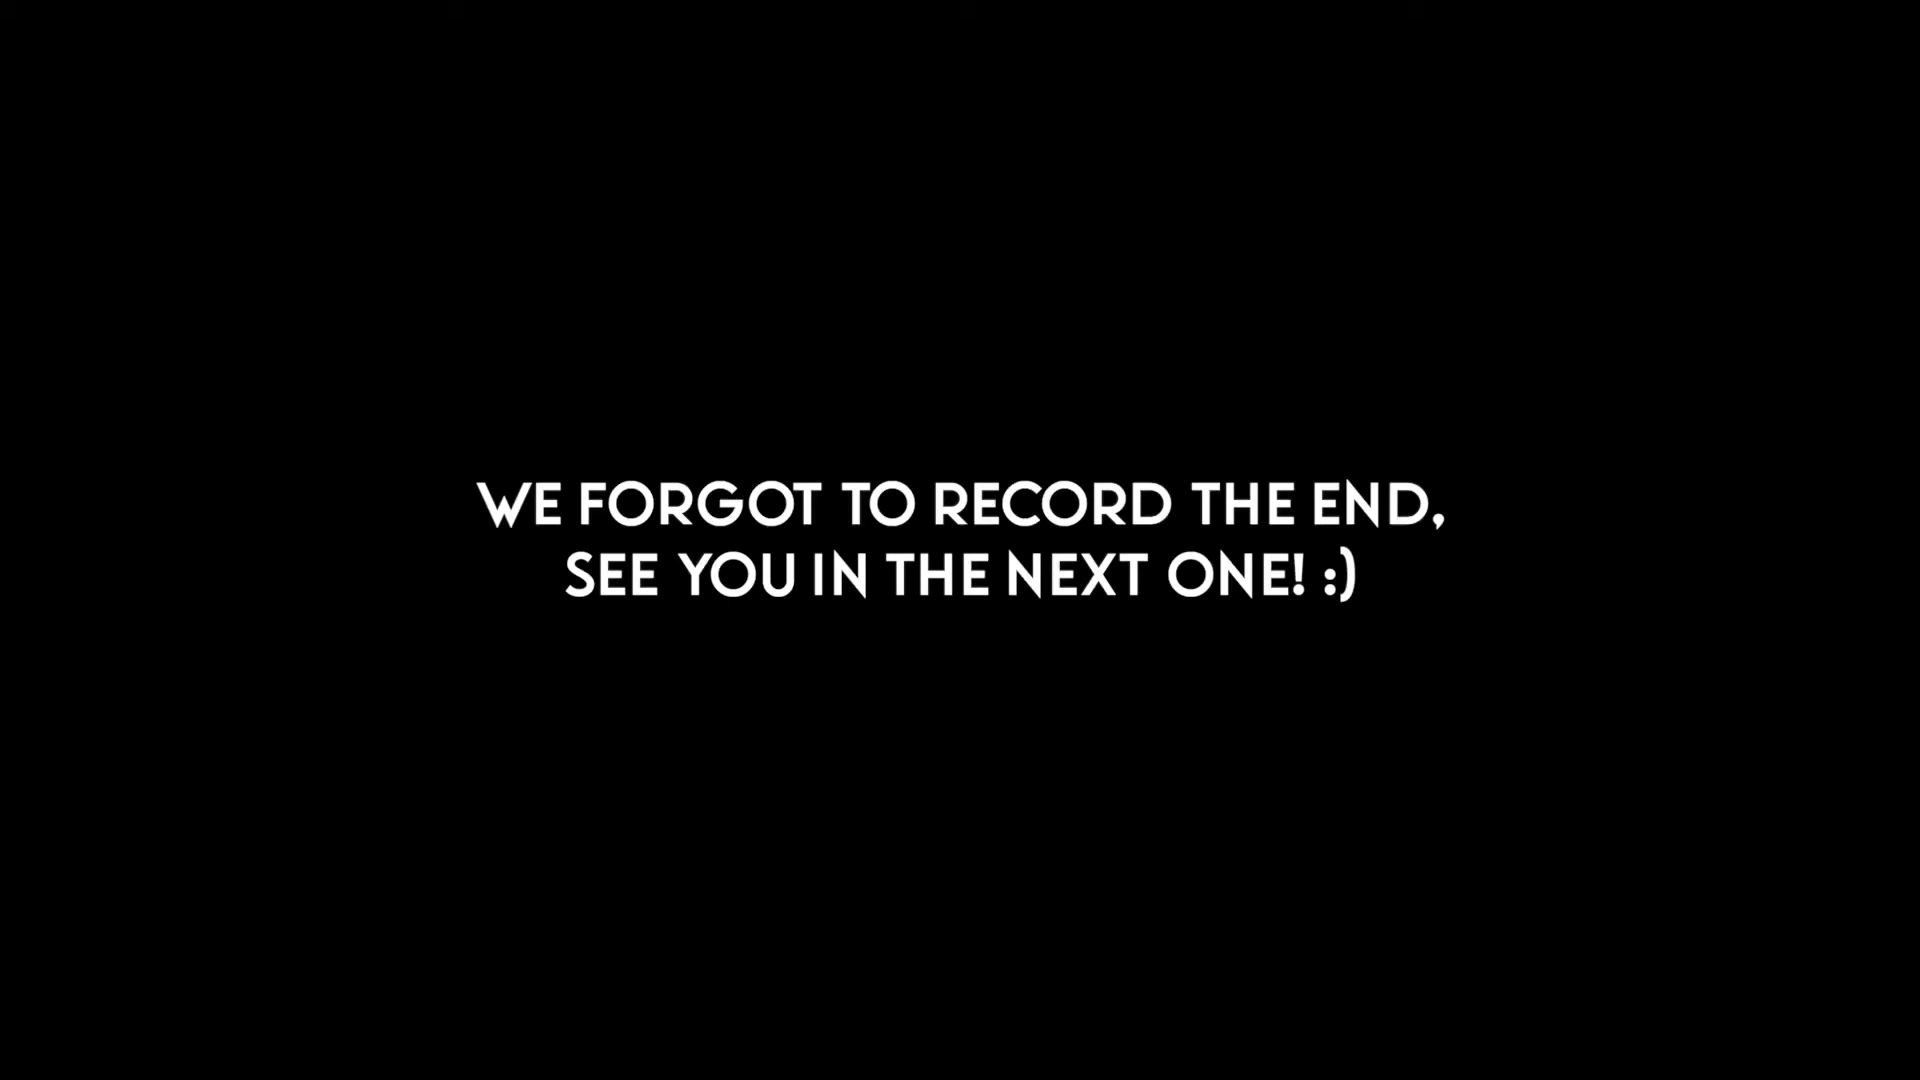 WE FORGOT TO RECORD THE END,
SEE YOU IN THE NEXT ONE! :)